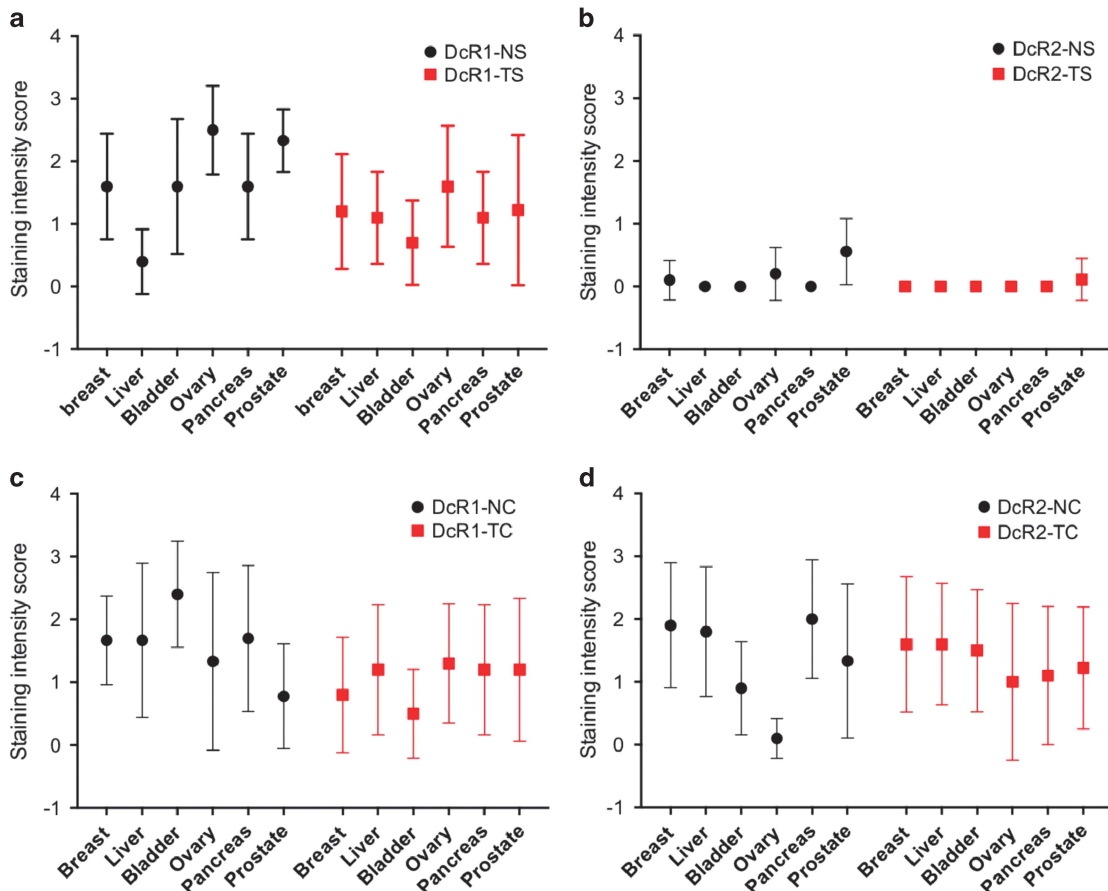 a
4
3
2
1
0
-1
Staining intensity score
DcR1-NS
DcR1-TS
breast
Liver
Bladder
Ovary
Pancreas
Prostate
breast
Liver
Bladder
Ovary
Pancreas
Prostate
b
4
3
2
1
0
-1
Staining intensity score
DcR2-NS
DcR2-TS
Breast
Liver
Bladder
Ovary
Pancreas
Prostate
Breast
Liver
Bladder
Ovary
Pancreas
Prostate
c
4
3
2
1
0
-1
Staining intensity score
DcR1-NC
DcR1-TC
Breast
Liver
Bladder
Ovary
Pancreas
Prostate
Breast
Liver
Bladder
Ovary
Pancreas
Prostate
d
4
3
2
1
0
-1
Staining intensity score
DcR2-NC
DcR2-TC
Breast
Liver
Bladder
Ovary
Pancreas
Prostate
Breast
Liver
Bladder
Ovary
Pancreas
Prostate